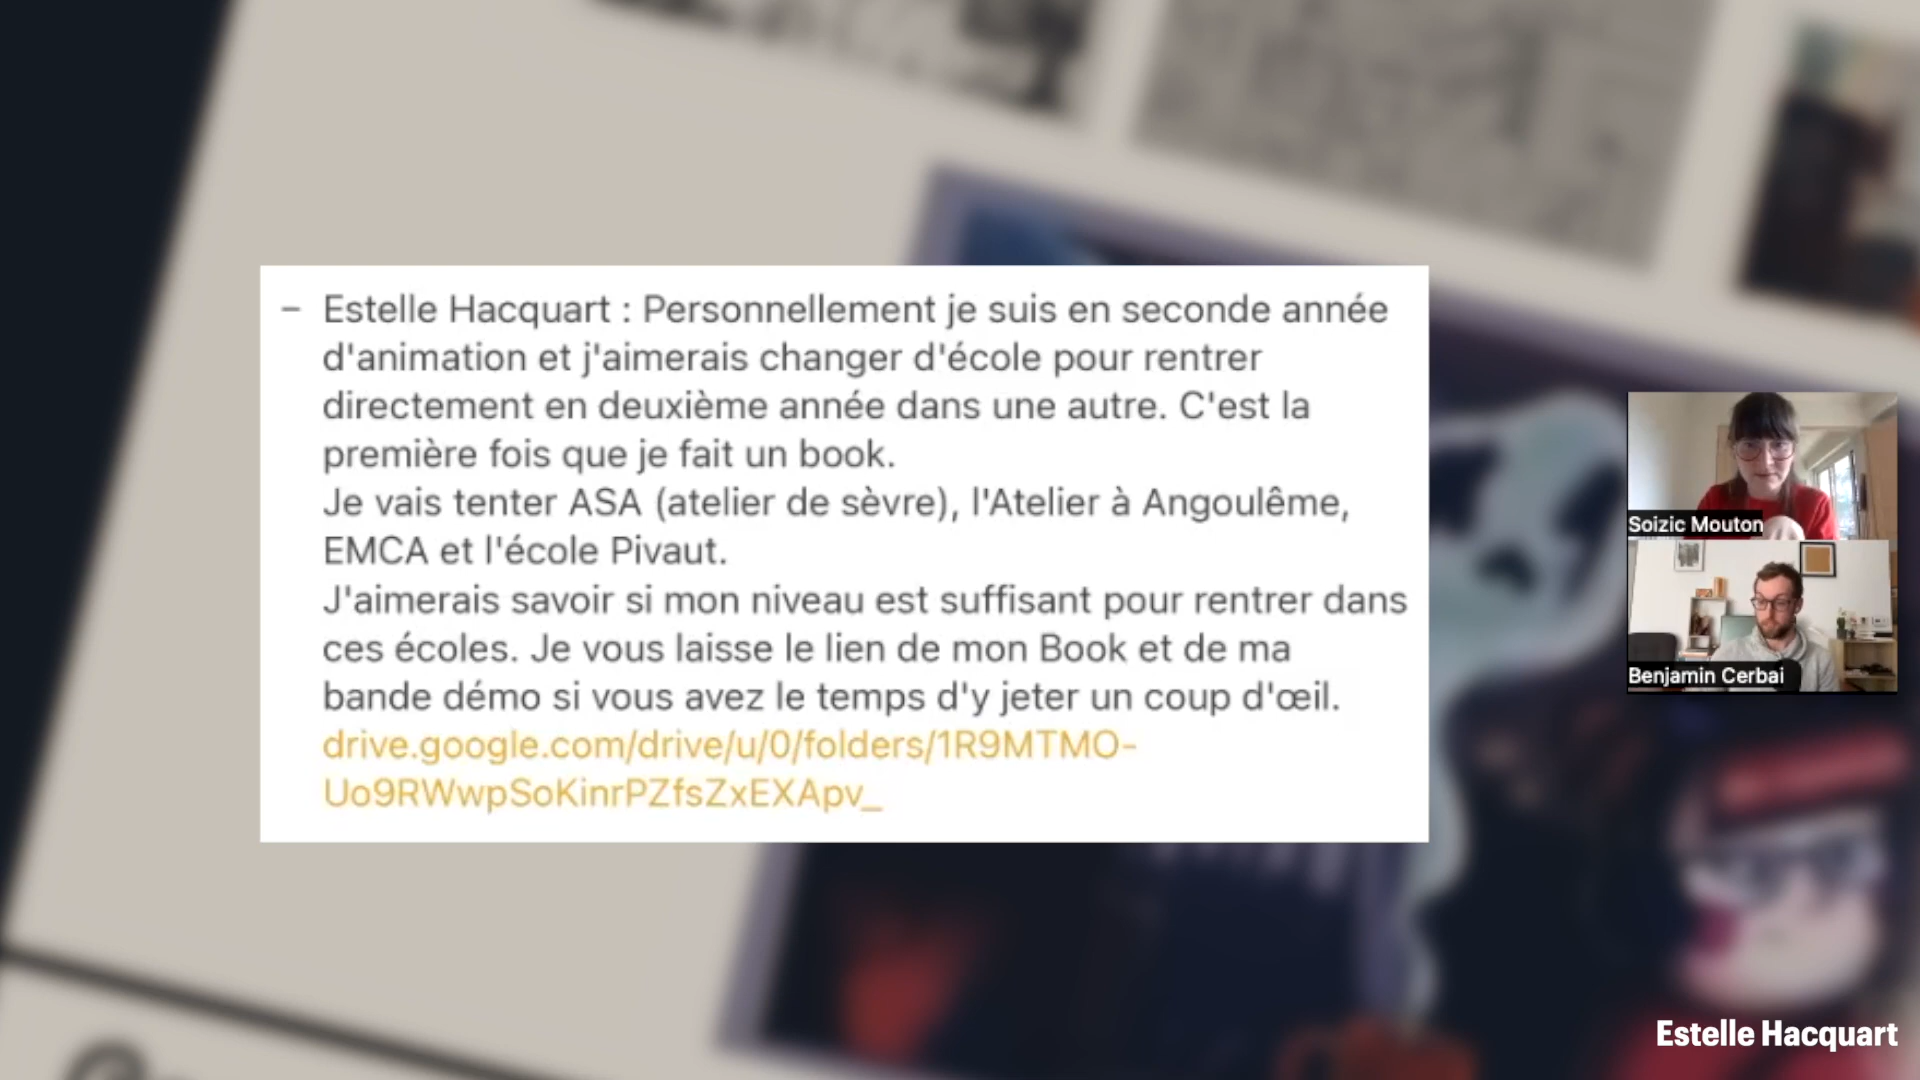 – Estelle Hacquart : Personnellement je suis en seconde année
d'animation et j'aimerais changer d'école pour rentrer
directement en deuxième année dans une autre. C'est la
première fois que je fait un book.
Je vais tenter ASA (atelier de sèvre), l'Atelier à Angoulême,
EMCA et l'école Pivaut.
J'aimerais savoir si mon niveau est suffisant pour rentrer dans
ces écoles. Je vous laisse le lien de mon Book et de ma
bande démo si vous avez le temps d'y jeter un coup d'œil.
drive.google.com/drive/u/0/folders/1R9MTMO-
Uo9RWwpSoKinrPZfsZxEXApv_
Soizic Mouton
Benjamin Cerbai
Estelle Hacquart